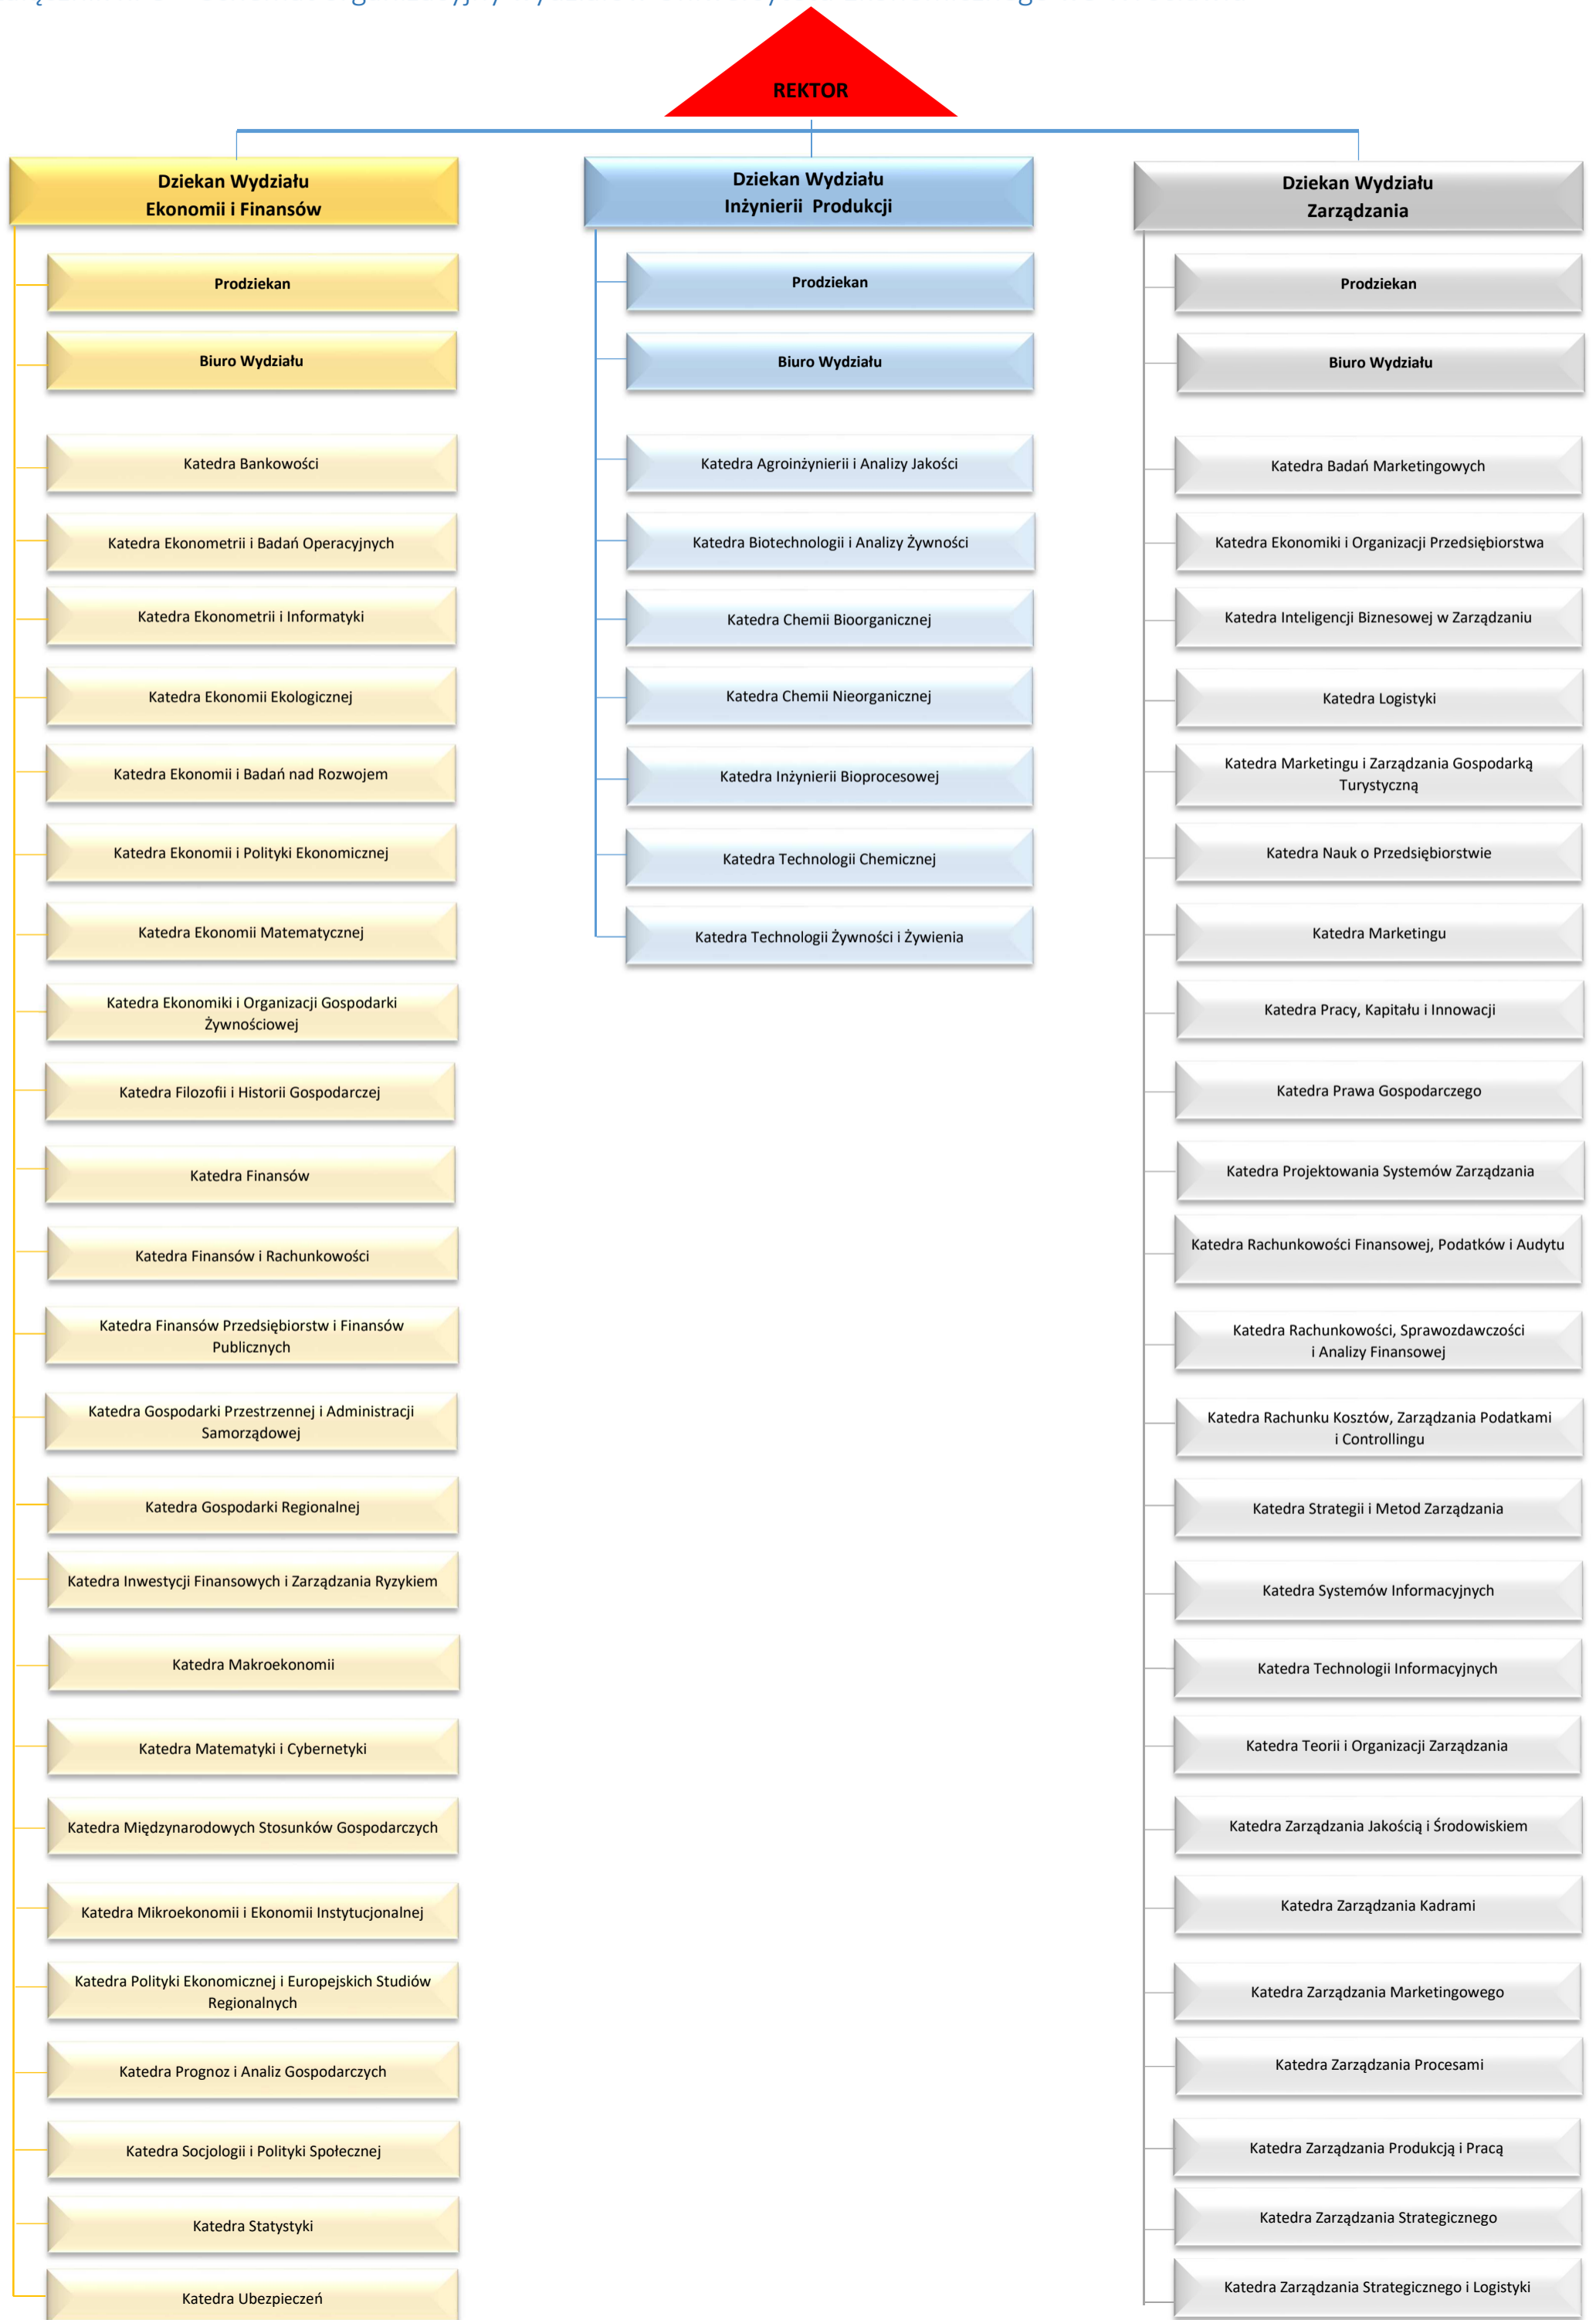 REKTOR
Dziekan Wydziału
Ekonomii i Finansów
Prodziekan
Biuro Wydziału
Katedra Bankowości
Katedra Ekonometrii i Badań Operacyjnych
Katedra Ekonometrii i Informatyki
Katedra Ekonomii Ekologicznej
Katedra Ekonomii i Badań nad Rozwojem
Katedra Ekonomii i Polityki Ekonomicznej
Katedra Ekonomii Matematycznej
Katedra Ekonomiki i Organizacji Gospodarki
Żywnościowej
Katedra Filozofii i Historii Gospodarczej
Katedra Finansów
Katedra Finansów i Rachunkowości
Katedra Finansów Przedsiębiorstw i Finansów
Publicznych
Katedra Gospodarki Przestrzennej i Administracji
Samorządowej
Katedra Gospodarki Regionalnej
Katedra Inwestycji Finansowych i Zarządzania Ryzykiem
Katedra Makroekonomii
Katedra Matematyki i Cybernetyki
Katedra Międzynarodowych Stosunków Gospodarczych
Katedra Mikroekonomii i Ekonomii Instytucjonalnej
Katedra Polityki Ekonomicznej i Europejskich Studiów
Regionalnych
Katedra Prognoz i Analiz Gospodarczych
Katedra Socjologii i Polityki Społecznej
Katedra Statystyki
Katedra Ubezpieczeń
Dziekan Wydziału
Inżynierii Produkcji
Prodziekan
Biuro Wydziału
Katedra Agroinżynierii i Analizy Jakości
Katedra Biotechnologii i Analizy Żywności
Katedra Chemii Bioorganicznej
Katedra Chemii Nieorganicznej
Katedra Inżynierii Bioprocesowej
Katedra Technologii Chemicznej
Katedra Technologii Żywności i Żywienia
Dziekan Wydziału
Zarządzania
Prodziekan
Biuro Wydziału
Katedra Badań Marketingowych
Katedra Ekonomiki i Organizacji Przedsiębiorstwa
Katedra Inteligencji Biznesowej w Zarządzaniu
Katedra Logistyki
Katedra Marketingu i Zarządzania Gospodarką
Turystyczną
Katedra Nauk o Przedsiębiorstwie
Katedra Marketingu
Katedra Pracy, Kapitału i Innowacji
Katedra Prawa Gospodarczego
Katedra Projektowania Systemów Zarządzania
Katedra Rachunkowości Finansowej, Podatków i Audytu
Katedra Rachunkowości, Sprawozdawczości
i Analizy Finansowej
Katedra Rachunku Kosztów, Zarządzania Podatkami
i Controllingu
Katedra Strategii i Metod Zarządzania
Katedra Systemów Informacyjnych
Katedra Technologii Informacyjnych
Katedra Teorii i Organizacji Zarządzania
Katedra Zarządzania Jakością i Środowiskiem
Katedra Zarządzania Kadrami
Katedra Zarządzania Marketingowego
Katedra Zarządzania Procesami
Katedra Zarządzania Produkcją i Pracą
Katedra Zarządzania Strategicznego
Katedra Zarządzania Strategicznego i Logistyki